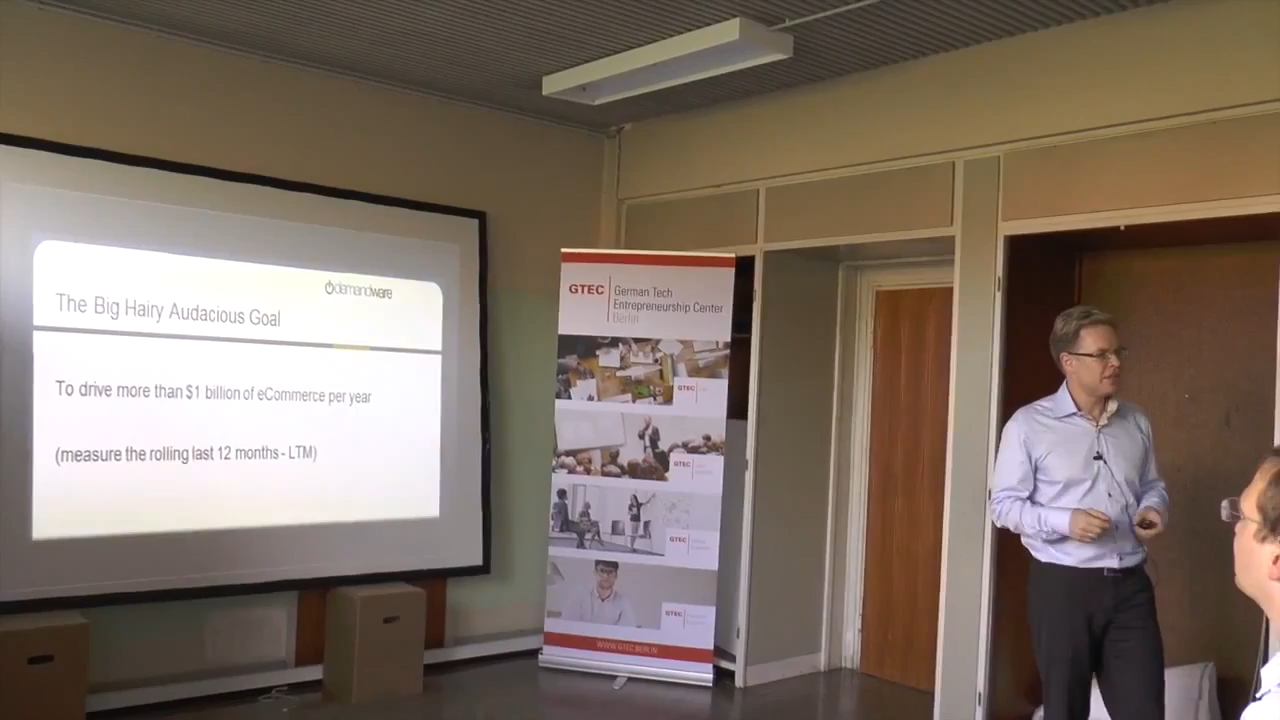 demandware
The Big Hairy Audacious Goal
To drive more than $1 billion of eCommerce per year
(measure the rolling last 12 months - LTM)
GTEC
German Tech
Entrepreneurship Center
Berlin
GTEC
GTEC
GTEC
GTEC
WWW.GTEC.BERLIN